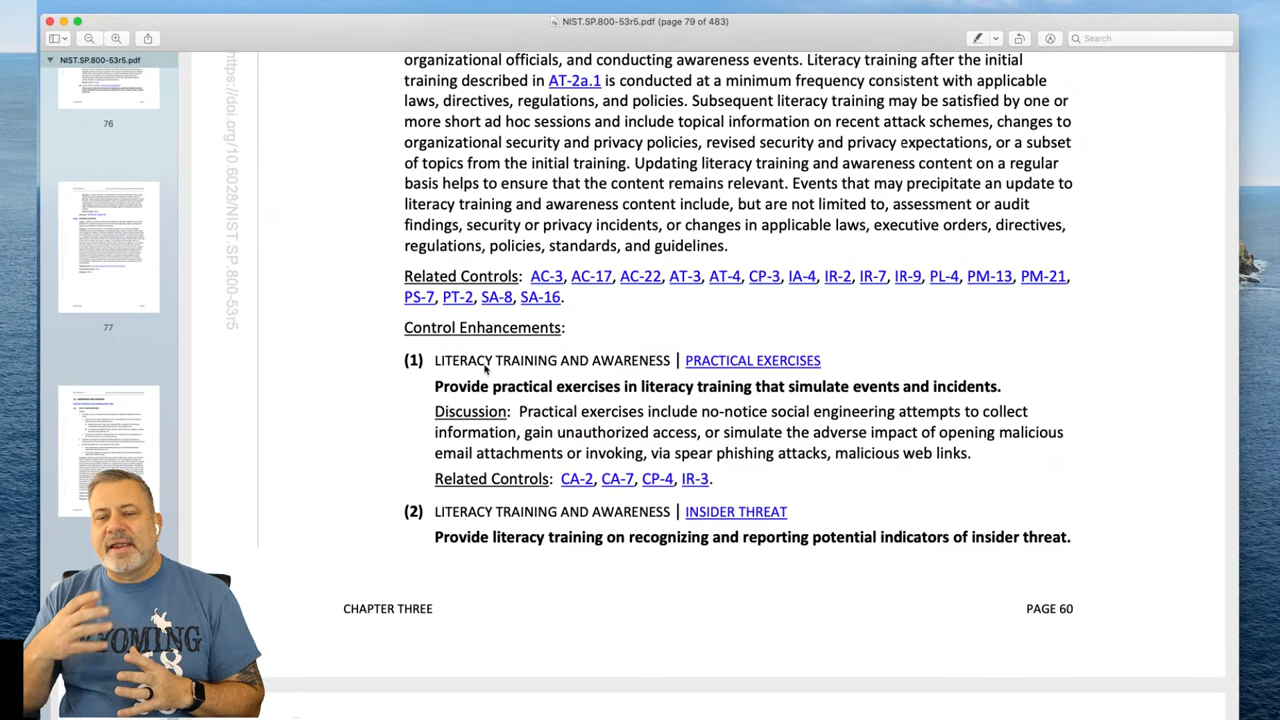 NIST.SP.800-53r5.pdf (page 79 of 483)
Search
NIST.SP.800-53r5.pdf
76
77
https://doi.org/10.6028/NIST.SP.800-53r5
organizational officials, and conducting awareness events. Literacy training after the initial
training described in AT-2a.1 is conducted at a minimum frequency consistent with applicable
laws, directives, regulations, and policies. Subsequent literacy training may be satisfied by one or
more short ad hoc sessions and include topical information on recent attack schemes, changes to
organizational security and privacy policies, revised security and privacy expectations, or a subset
of topics from the initial training. Updating literacy training and awareness content on a regular
basis helps to ensure that the content remains relevant. Events that may precipitate an update to
literacy training and awareness content include, but are not limited to, assessment or audit
findings, security or privacy incidents, or changes in applicable laws, executive orders, directives,
regulations, policies, standards, and guidelines.
Related Controls: AC-3, AC-17, AC-22, AT-3, AT-4, CP-3, IA-4, IR-2, IR-7, IR-9, PL-4, PM-13, PM-21,
PS-7, PT-2, SA-8, SA-16.
Control Enhancements:
(1) LITERACY TRAINING AND AWARENESS | PRACTICAL EXERCISES
Provide practical exercises in literacy training that simulate events and incidents.
Discussion: Practical exercises include no-notice social engineering attempts to collect
information, gain unauthorized access, or simulate the adverse impact of opening malicious
email attachments or invoking, via spear phishing attacks, malicious web links.
Related Controls: CA-2, CA-7, CP-4, IR-3.
(2) LITERACY TRAINING AND AWARENESS | INSIDER THREAT
Provide literacy training on recognizing and reporting potential indicators of insider threat.
CHAPTER THREE
PAGE 60